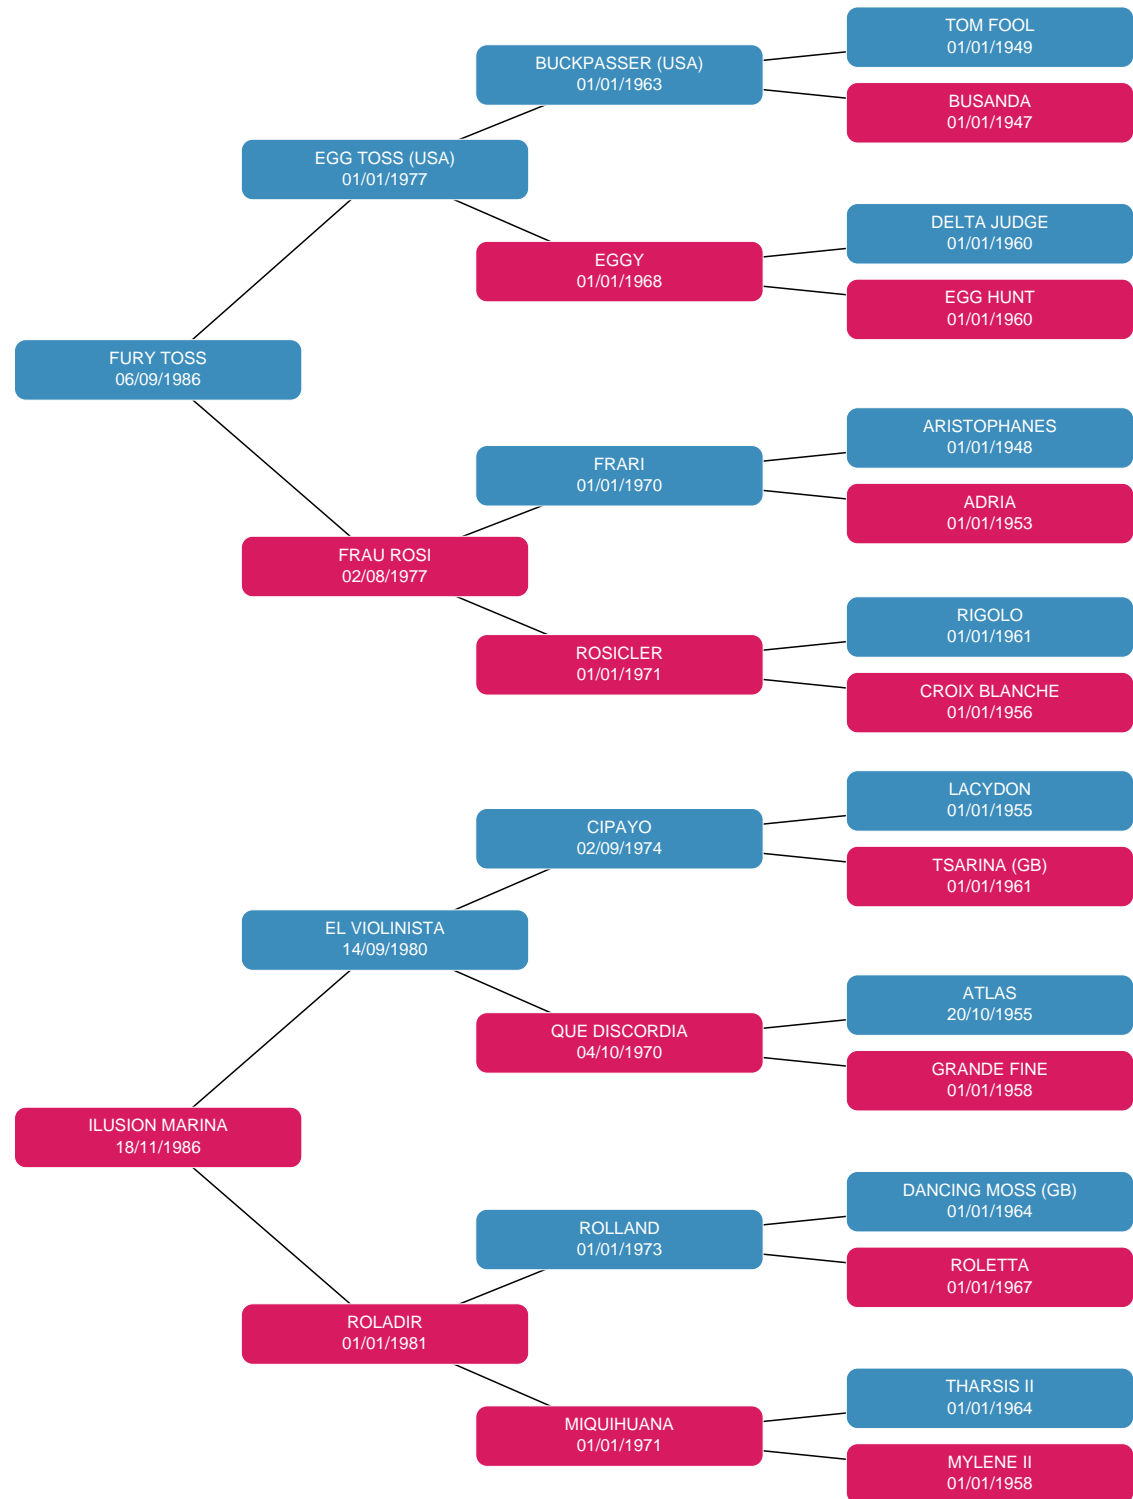 TOM FOOL
01/01/1949
BUCKPASSER (USA)
01/01/1963
BUSANDA
01/01/1947
EGG TOSS (USA)
01/01/1977
DELTA JUDGE
01/01/1960
EGGY
01/01/1968
EGG HUNT
01/01/1960
FURY TOSS
06/09/1986
ARISTOPHANES
01/01/1948
FRARI
01/01/1970
ADRIA
01/01/1953
FRAU ROSI
02/08/1977
RIGOLO
01/01/1961
ROSICLER
01/01/1971
CROIX BLANCHE
01/01/1956
LACYDON
01/01/1955
CIPAYO
02/09/1974
TSARINA (GB)
01/01/1961
EL VIOLINISTA
14/09/1980
ATLAS
20/10/1955
QUE DISCORDIA
04/10/1970
GRANDE FINE
01/01/1958
ILUSION MARINA
18/11/1986
DANCING MOSS (GB)
01/01/1964
ROLLAND
01/01/1973
ROLETTA
01/01/1967
ROLADIR
01/01/1981
THARSIS II
01/01/1964
MIQUIHUANA
01/01/1971
MYLENE II
01/01/1958